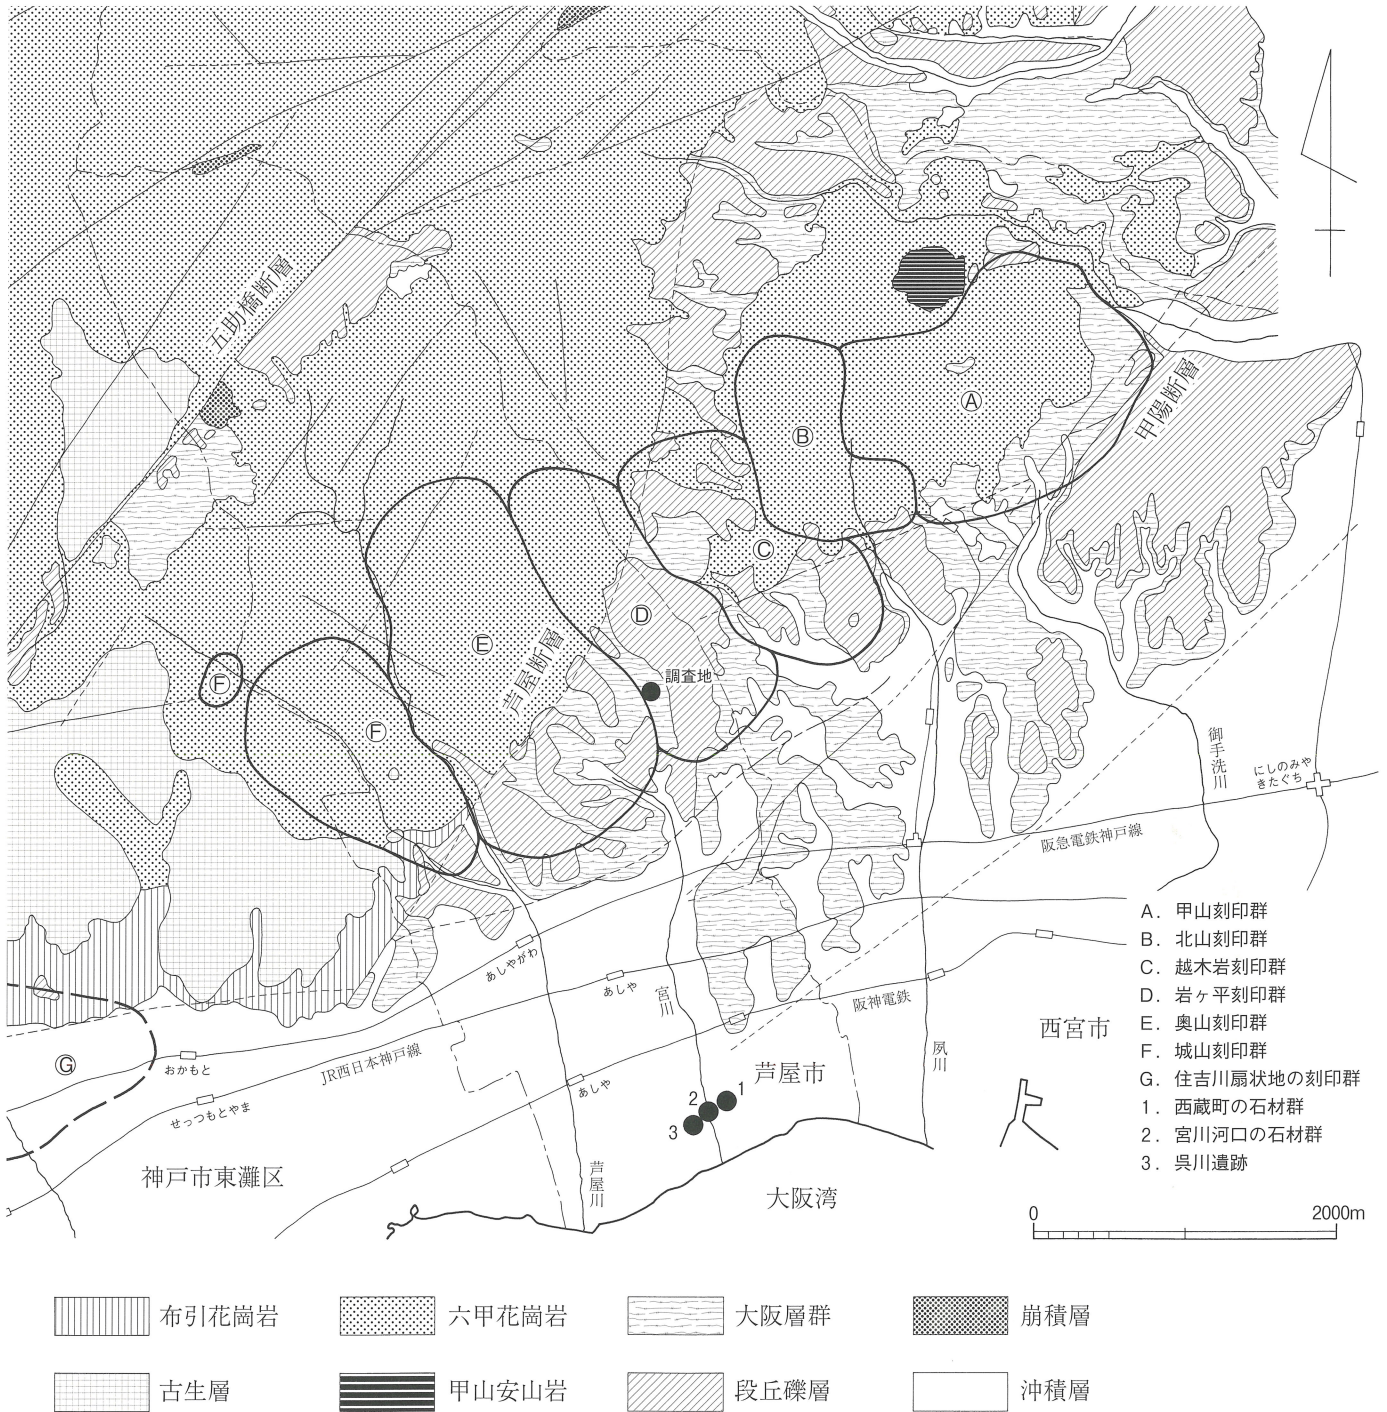 五助橋断層
甲陽断層
芦屋断層
Ⓐ
Ⓑ
Ⓒ
Ⓓ
Ⓔ
Ⓕ
Ⓕ
Ⓖ
調査地
御手洗川
にしのみや
きたぐち
阪急電鉄神戸線
あしやがわ
あしや
宮川
阪神電鉄
夙川
西宮市
おかもと
JR西日本神戸線
せっつもとやま
あしや
芦屋市
1
2
3
神戸市東灘区
芦屋川
大阪湾
A. 甲山刻印群
B. 北山刻印群
C. 越木岩刻印群
D. 岩ヶ平刻印群
E. 奥山刻印群
F. 城山刻印群
G. 住吉川扇状地の刻印群
1. 西蔵町の石材群
2. 宮川河口の石材群
3. 呉川遺跡
0 2000m
布引花崗岩 六甲花崗岩 大阪層群 崩積層
古生層 甲山安山岩 段丘礫層 沖積層